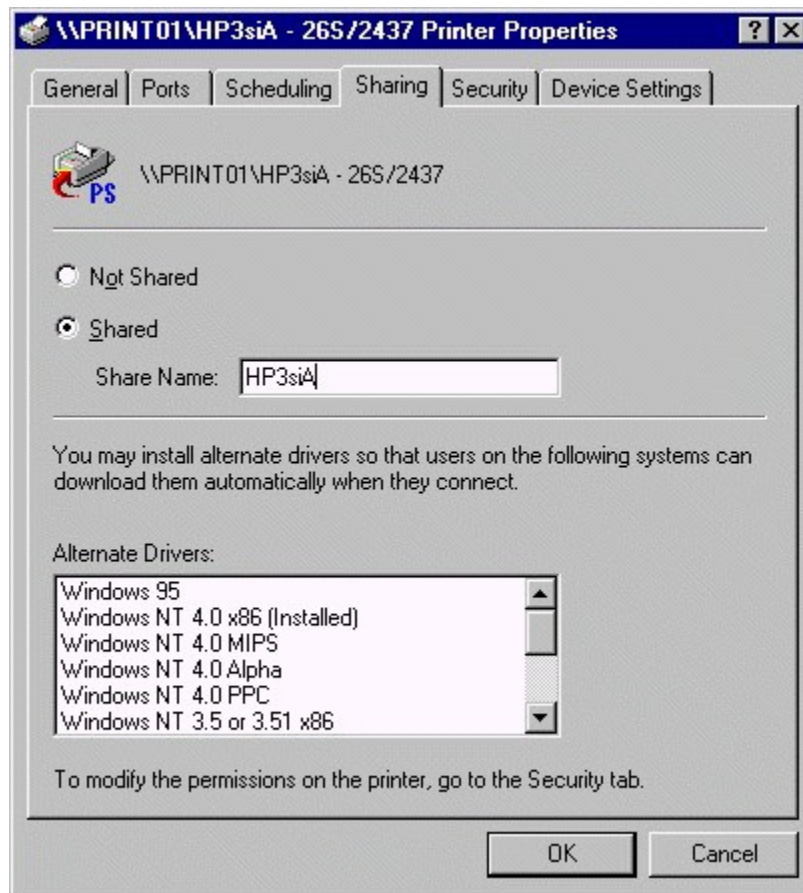 \\PRINT01\HP3siA - 26S/2437 Printer Properties
General Ports Scheduling Sharing Security Device Settings
PS
\\PRINT01\HP3siA - 26S/2437
Not Shared
Shared
Share Name: HP3siA
You may install alternate drivers so that users on the following systems can
download them automatically when they connect.
Alternate Drivers:
Windows 95
Windows NT 4.0 x86 (Installed)
Windows NT 4.0 MIPS
Windows NT 4.0 Alpha
Windows NT 4.0 PPC
Windows NT 3.5 or 3.51 x86
To modify the permissions on the printer, go to the Security tab.
OK Cancel